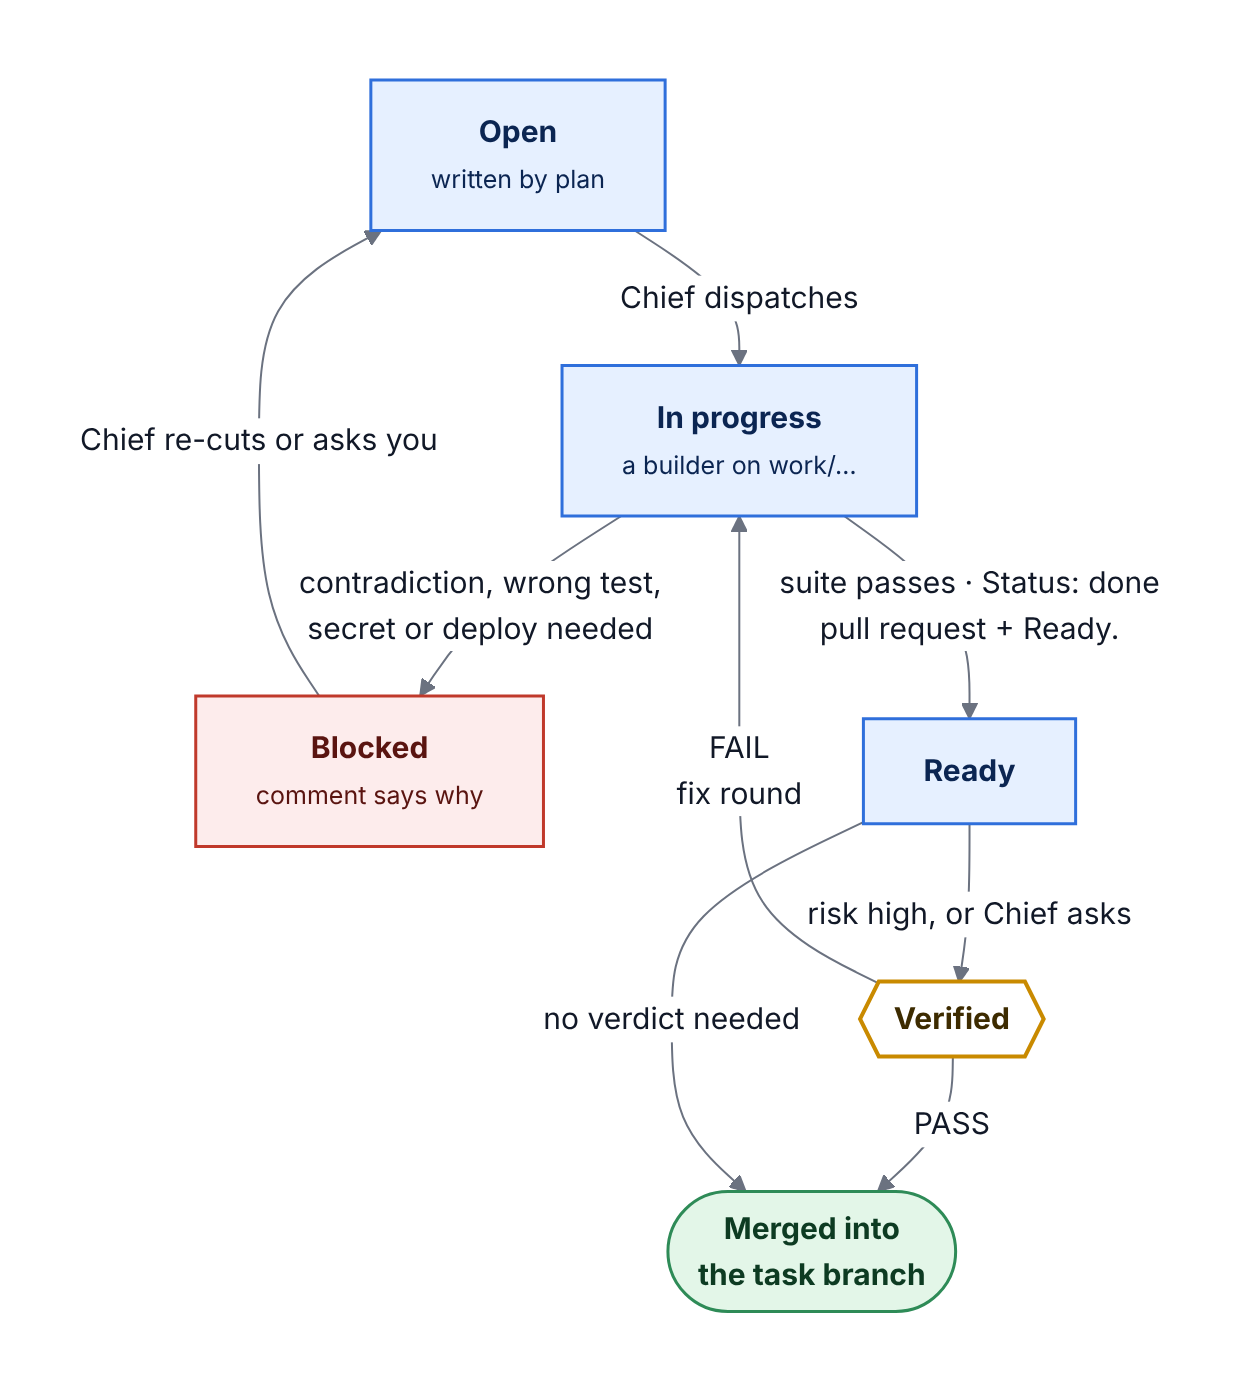 Open
written by plan
Chief dispatches
In progress
a builder on work/...
Chief re-cuts or asks you
contradiction, wrong test,
secret or deploy needed
suite passes · Status: done
pull request + Ready.
Blocked
comment says why
FAIL
fix round
Ready
risk high, or Chief asks
no verdict needed
Verified
PASS
Merged into
the task branch